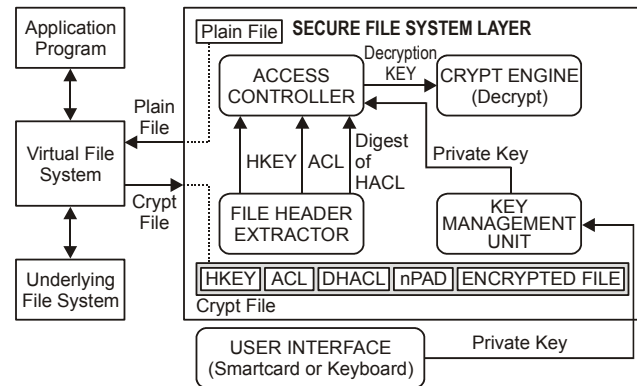 Application
Program
Virtual File
System
Underlying
File System
Plain
File
Crypt
File
Plain File
SECURE FILE SYSTEM LAYER
ACCESS
CONTROLLER
Decryption
KEY
CRYPT ENGINE
(Decrypt)
HKEY
ACL
Digest
of
HACL
Private Key
FILE HEADER
EXTRACTOR
KEY
MANAGEMENT
UNIT
HKEY ACL DHACL nPAD ENCRYPTED FILE
Crypt File
USER INTERFACE
(Smartcard or Keyboard)
Private Key